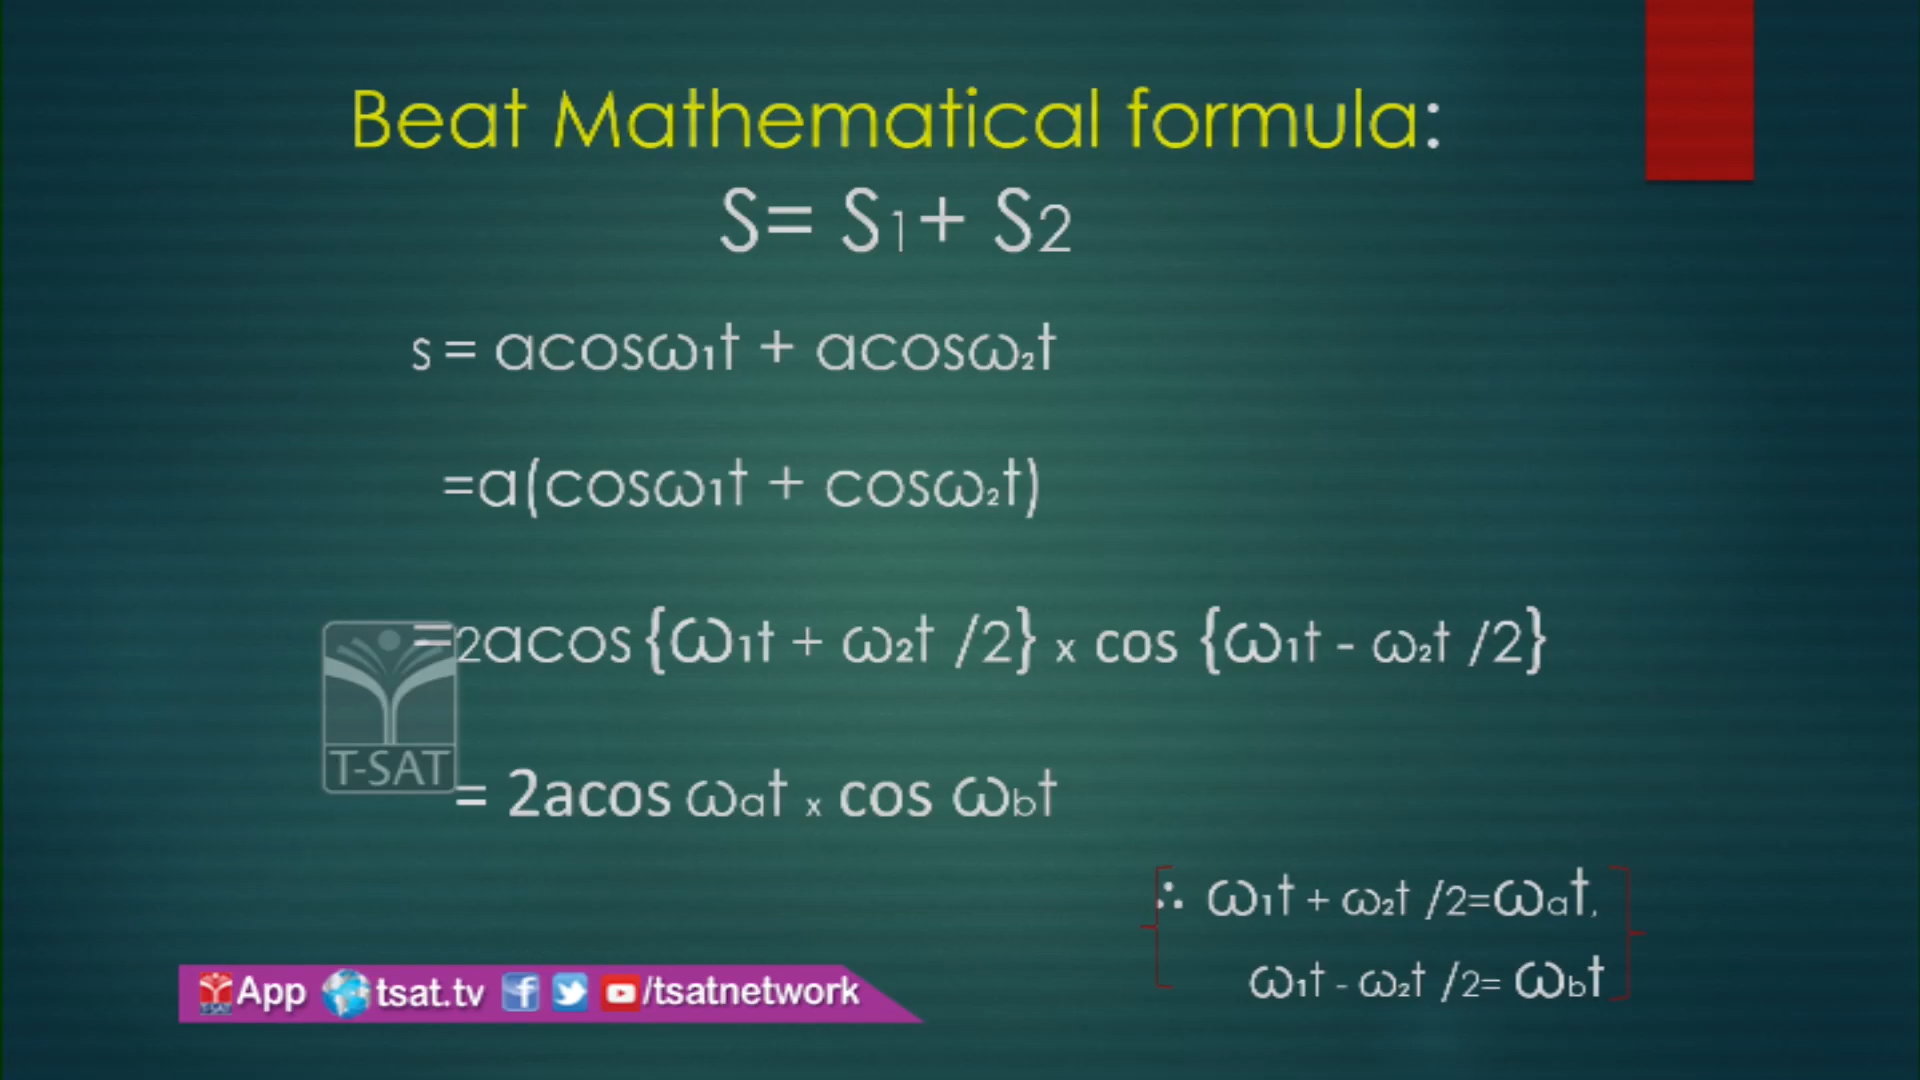 Beat Mathematical formula:
S= S1+ S2
s = acosω₁t + acosω₂t
=a(cosω₁t + cosω₂t)
=2acos {ω₁t + ω₂t /2} x cos {ω₁t - ω₂t /2}
T-SAT
= 2acos ωat x cos ωbt
∴ ω₁t + ω₂t /2=ωat,
ω₁t - ω₂t /2= ωbt
T-SAT App tsat.tv f /tsatnetwork